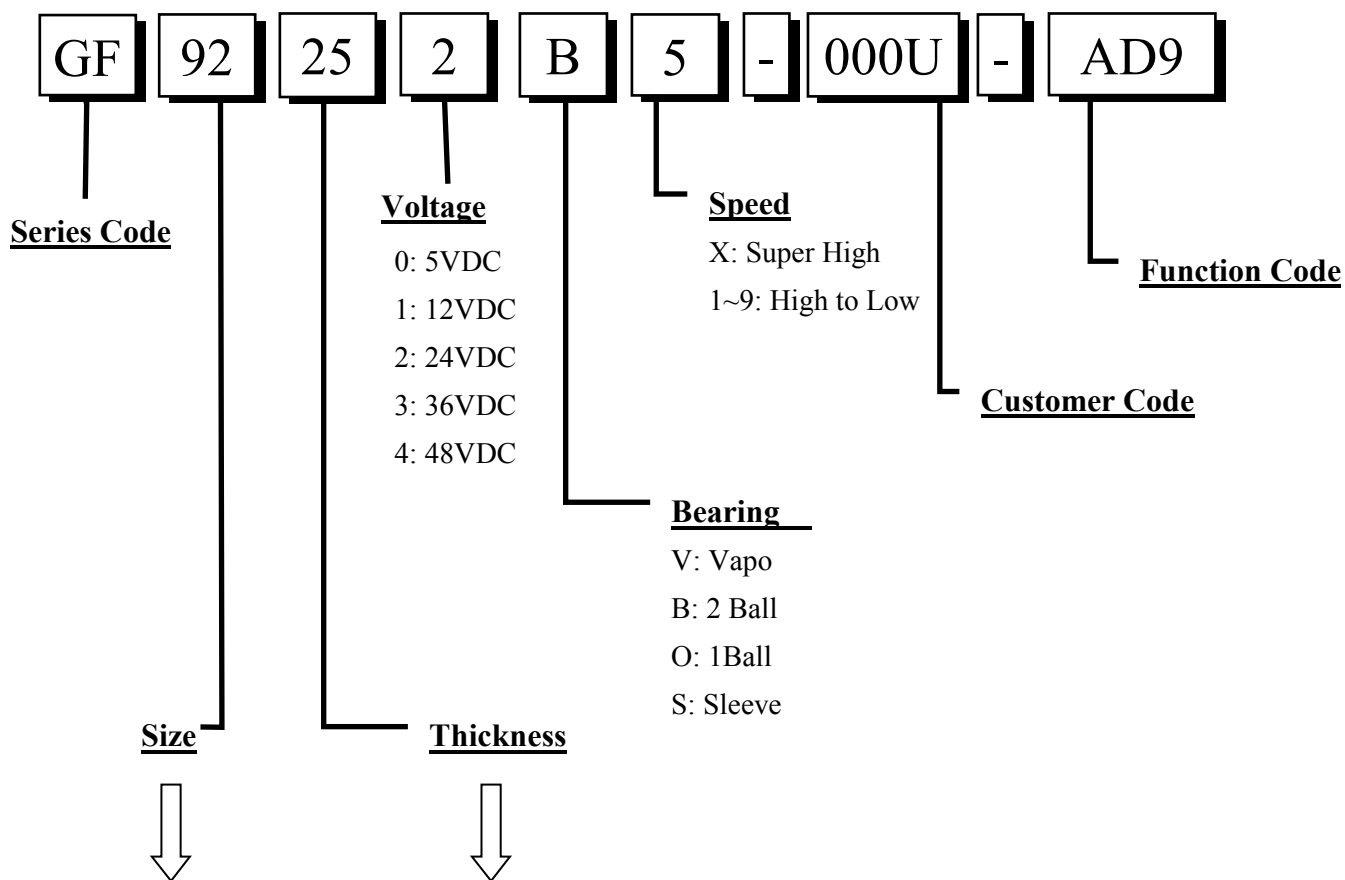 GF 92 25 2 B 5 - 000U - AD9
Series Code
Voltage
0: 5VDC
1: 12VDC
2: 24VDC
3: 36VDC
4: 48VDC
Speed
X: Super High
1~9: High to Low
Function Code
Customer Code
Bearing
V: Vapo
B: 2 Ball
O: 1Ball
S: Sleeve
Size
Thickness